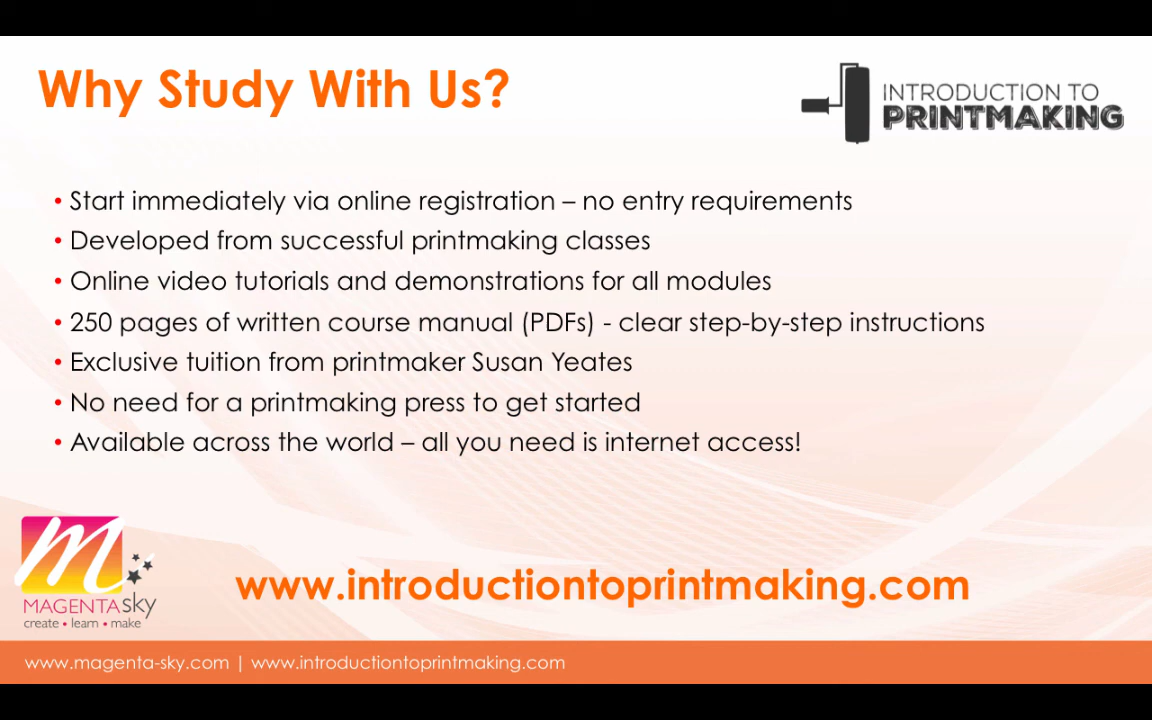 Why Study With Us?
INTRODUCTION TO
PRINTMAKING
• Start immediately via online registration – no entry requirements
• Developed from successful printmaking classes
• Online video tutorials and demonstrations for all modules
• 250 pages of written course manual (PDFs) - clear step-by-step instructions
• Exclusive tuition from printmaker Susan Yeates
• No need for a printmaking press to get started
• Available across the world – all you need is internet access!
m
MAGENTAsky
create • learn • make
www.introductiontoprintmaking.com
www.magenta-sky.com | www.introductiontoprintmaking.com